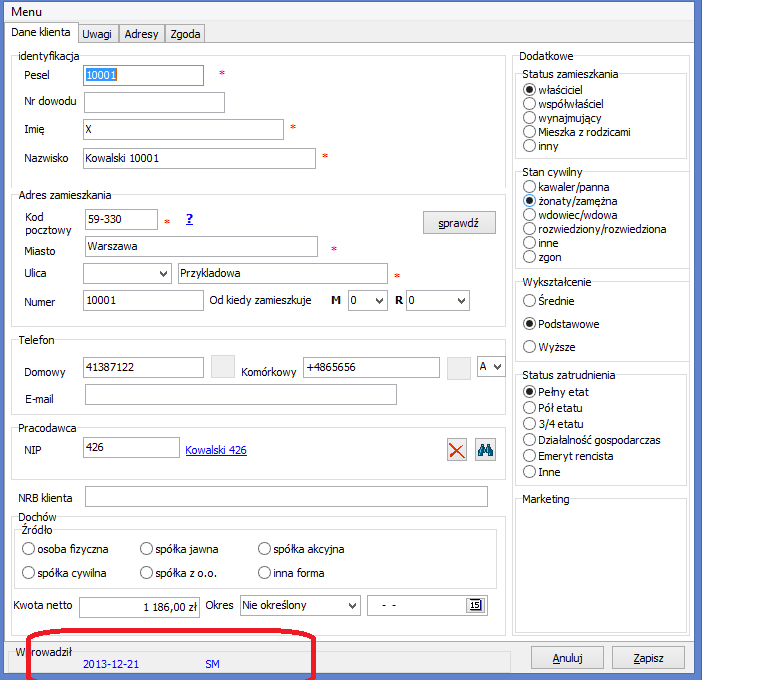 Menu
Dane klienta Uwagi Adresy Zgoda
identyfikacja
Pesel 10001 *
Nr dowodu
Imię X *
Nazwisko Kowalski 10001 *
Adres zamieszkania
Kod pocztowy 59-330 * ? sprawdź
Miasto Warszawa *
Ulica Przykladowa *
Numer 10001 Od kiedy zamieszkuje M 0 R 0
Telefon
Domowy 41387122 Komórkowy +4865656 A
E-mail
Pracodawca
NIP 426 Kowalski 426
NRB klienta
Dochów
Źródło
osoba fizyczna spółka jawna spółka akcyjna
spółka cywilna spółka z o.o. inna forma
Kwota netto 1 186,00 zł Okres Nie określony - - 15
Wprowadził
2013-12-21 SM
Dodatkowe
Status zamieszkania
właściciel
współwłaściel
wynajmujący
Mieszka z rodzicami
inny
Stan cywilny
kawaler/panna
żonaty/zamężna
wdowiec/wdowa
rozwiedziony/rozwiedziona
inne
zgon
Wykształcenie
Średnie
Podstawowe
Wyższe
Status zatrudnienia
Pełny etat
Pół etatu
3/4 etatu
Działalność gospodarczas
Emeryt rencista
Inne
Marketing
Anuluj Zapisz